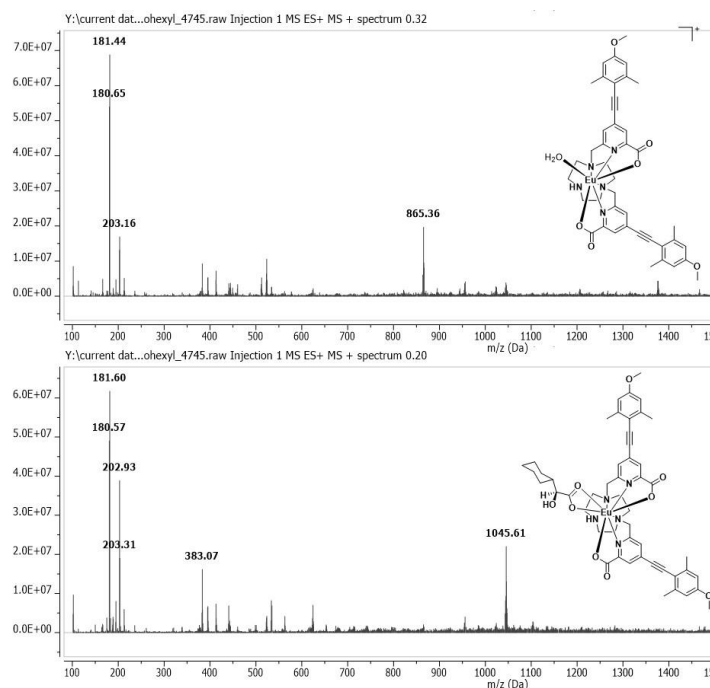 Y:\current dat...ohexyl_4745.raw Injection 1 MS ES+ MS + spectrum 0.32
7.0E+07
6.0E+07
5.0E+07
4.0E+07
3.0E+07
2.0E+07
1.0E+07
0.0E+00
181.44
180.65
203.16
865.36
100 200 300 400 500 600 700 800 900 1000 1100 1200 1300 1400 15
m/z (Da)
O
+
O
N
O
H₂O
N
Eu
HN
N
N
O
O
O
O
Y:\current dat...ohexyl_4745.raw Injection 1 MS ES+ MS + spectrum 0.20
6.0E+07
5.0E+07
4.0E+07
3.0E+07
2.0E+07
1.0E+07
0.0E+00
181.60
180.57
202.93
203.31
383.07
1045.61
100 200 300 400 500 600 700 800 900 1000 1100 1200 1300 1400 15
m/z (Da)
O
O
N
O
O
H
OH
O
N
Eu
HN
N
N
O
O
O